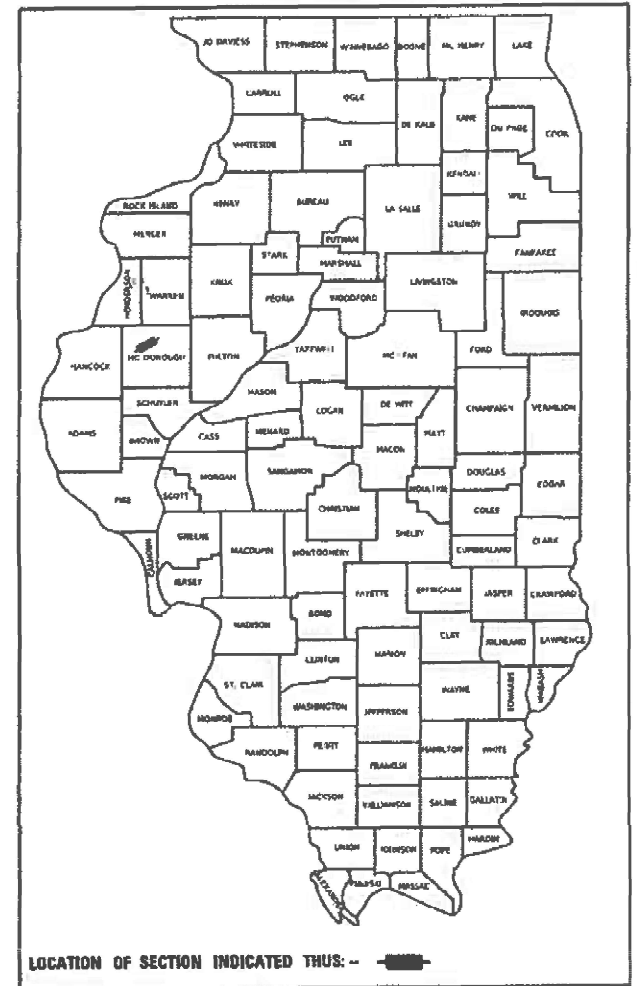 JO DAVIESS STEPHENSON WINNEBAGO BOONE MC HENRY LAKE
CARROLL OGLE DE KALB KANE DU PAGE COOK
WHITESIDE LEE KENDALL WILL
ROCK ISLAND HENRY BUREAU LA SALLE GRUNDY
MERCER PUTNAM KANKAKEE
STARK MARSHALL
HENDERSON WARREN KNOX PEORIA WOODFORD LIVINGSTON IROQUOIS
HANCOCK MC DONOUGH FULTON TAZEWELL MC LEAN FORD
SCHUYLER MASON LOGAN DE WITT CHAMPAIGN VERMILION
ADAMS BROWN CASS MENARD MACON PIATT
PIKE SCOTT MORGAN SANGAMON CHRISTIAN MOULTRIE DOUGLAS EDGAR
COLES
CALHOUN GREENE MACOUPIN MONTGOMERY SHELBY CUMBERLAND CLARK
JERSEY FAYETTE EFFINGHAM JASPER CRAWFORD
MADISON BOND
CLAY RICHLAND LAWRENCE
CLINTON MARION
ST. CLAIR WAYNE EDWARDS WABASH
MONROE WASHINGTON JEFFERSON
RANDOLPH PERRY HAMILTON WHITE
FRANKLIN
JACKSON WILLIAMSON SALINE GALLATIN
UNION JOHNSON POPE HARDIN
ALEXANDER PULASKI MASSAC
LOCATION OF SECTION INDICATED THUS: --